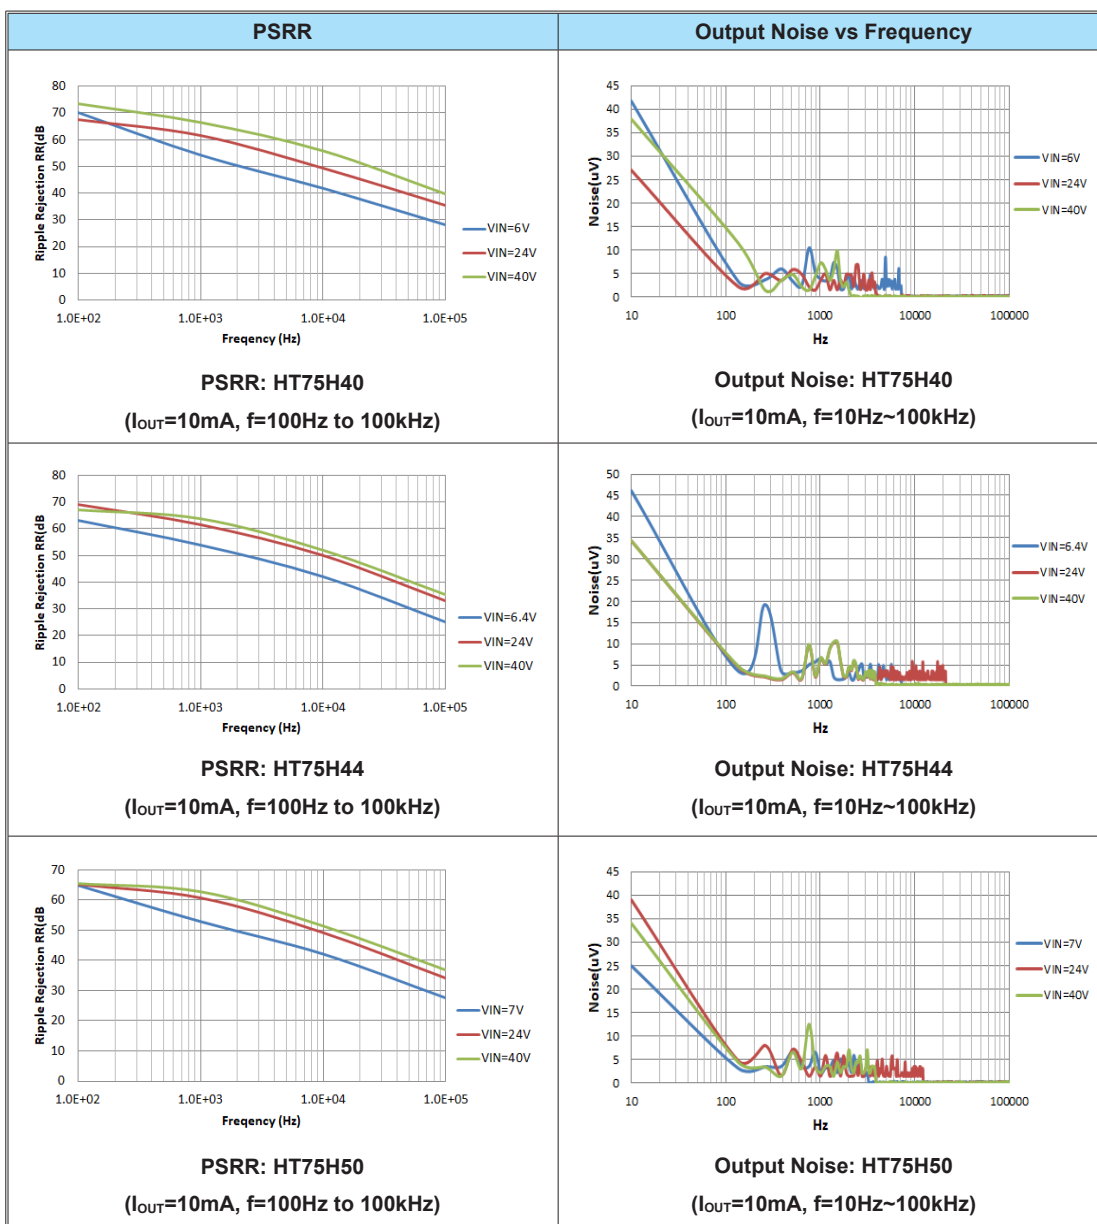 PSRR
Output Noise vs Frequency
80
70
60
50
40
30
20
10
0
Ripple Rejection RR(dB
1.0E+02
1.0E+03
1.0E+04
1.0E+05
Freqency (Hz)
VIN=6V
VIN=24V
VIN=40V
PSRR: HT75H40
(IOUT=10mA, f=100Hz to 100kHz)
45
40
35
30
25
20
15
10
5
0
Noise(uV)
10
100
1000
10000
100000
Hz
VIN=6V
VIN=24V
VIN=40V
Output Noise: HT75H40
(IOUT=10mA, f=10Hz~100kHz)
80
70
60
50
40
30
20
10
0
Ripple Rejection RR(dB
1.0E+02
1.0E+03
1.0E+04
1.0E+05
Freqency (Hz)
VIN=6.4V
VIN=24V
VIN=40V
PSRR: HT75H44
(IOUT=10mA, f=100Hz to 100kHz)
50
45
40
35
30
25
20
15
10
5
0
Noise(uV)
10
100
1000
10000
100000
Hz
VIN=6.4V
VIN=24V
VIN=40V
Output Noise: HT75H44
(IOUT=10mA, f=10Hz~100kHz)
70
60
50
40
30
20
10
0
Ripple Rejection RR(dB
1.0E+02
1.0E+03
1.0E+04
1.0E+05
Freqency (Hz)
VIN=7V
VIN=24V
VIN=40V
PSRR: HT75H50
(IOUT=10mA, f=100Hz to 100kHz)
45
40
35
30
25
20
15
10
5
0
Noise(uV)
10
100
1000
10000
100000
Hz
VIN=7V
VIN=24V
VIN=40V
Output Noise: HT75H50
(IOUT=10mA, f=10Hz~100kHz)